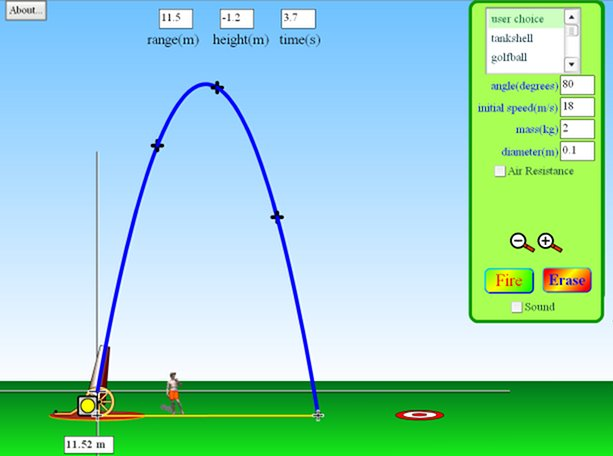 About...
11.5 -1.2 3.7
range(m) height(m) time(s)
user choice
tankshell
golfball
angle(degrees) 80
initial speed(m/s) 18
mass(kg) 2
diameter(m) 0.1
Air Resistance
Fire Erase
Sound
11.52 m